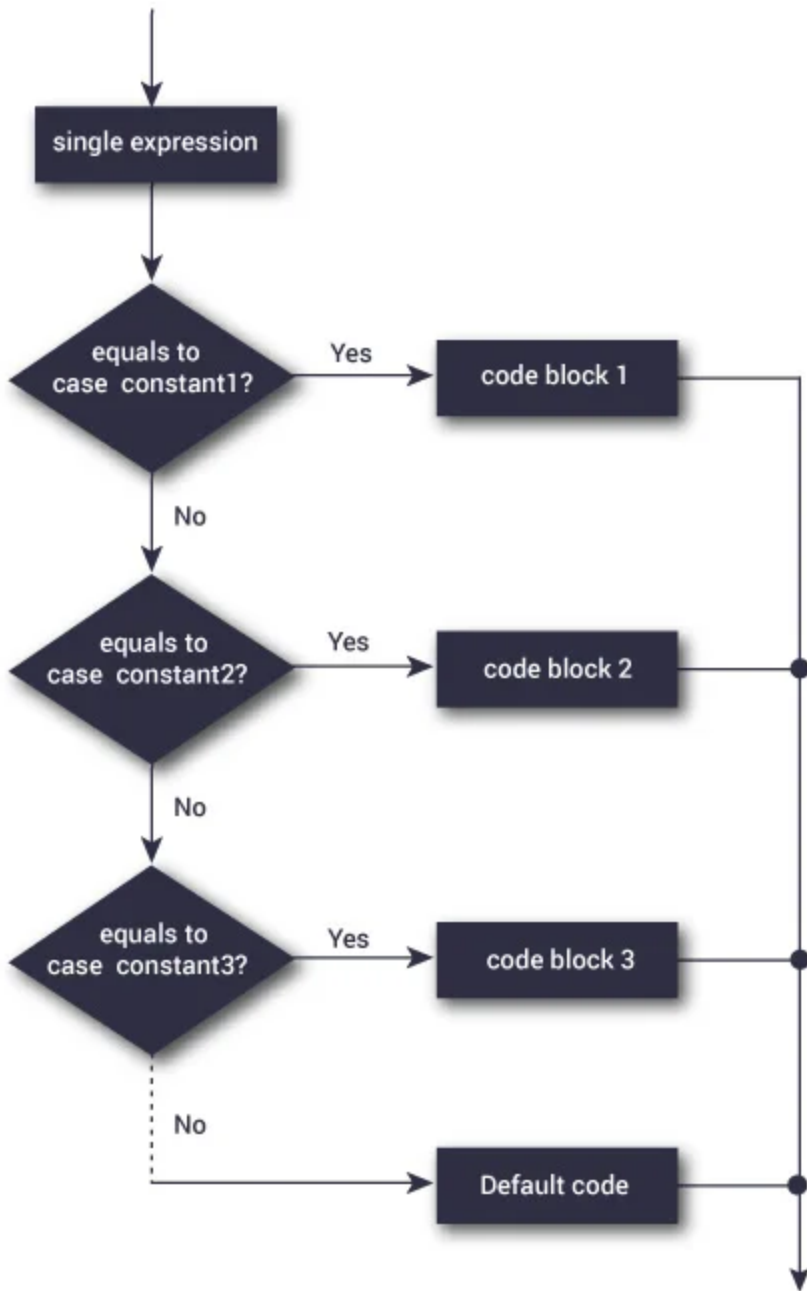 single expression
equals to
case constant1?
Yes
code block 1
No
equals to
case constant2?
Yes
code block 2
No
equals to
case constant3?
Yes
code block 3
No
Default code